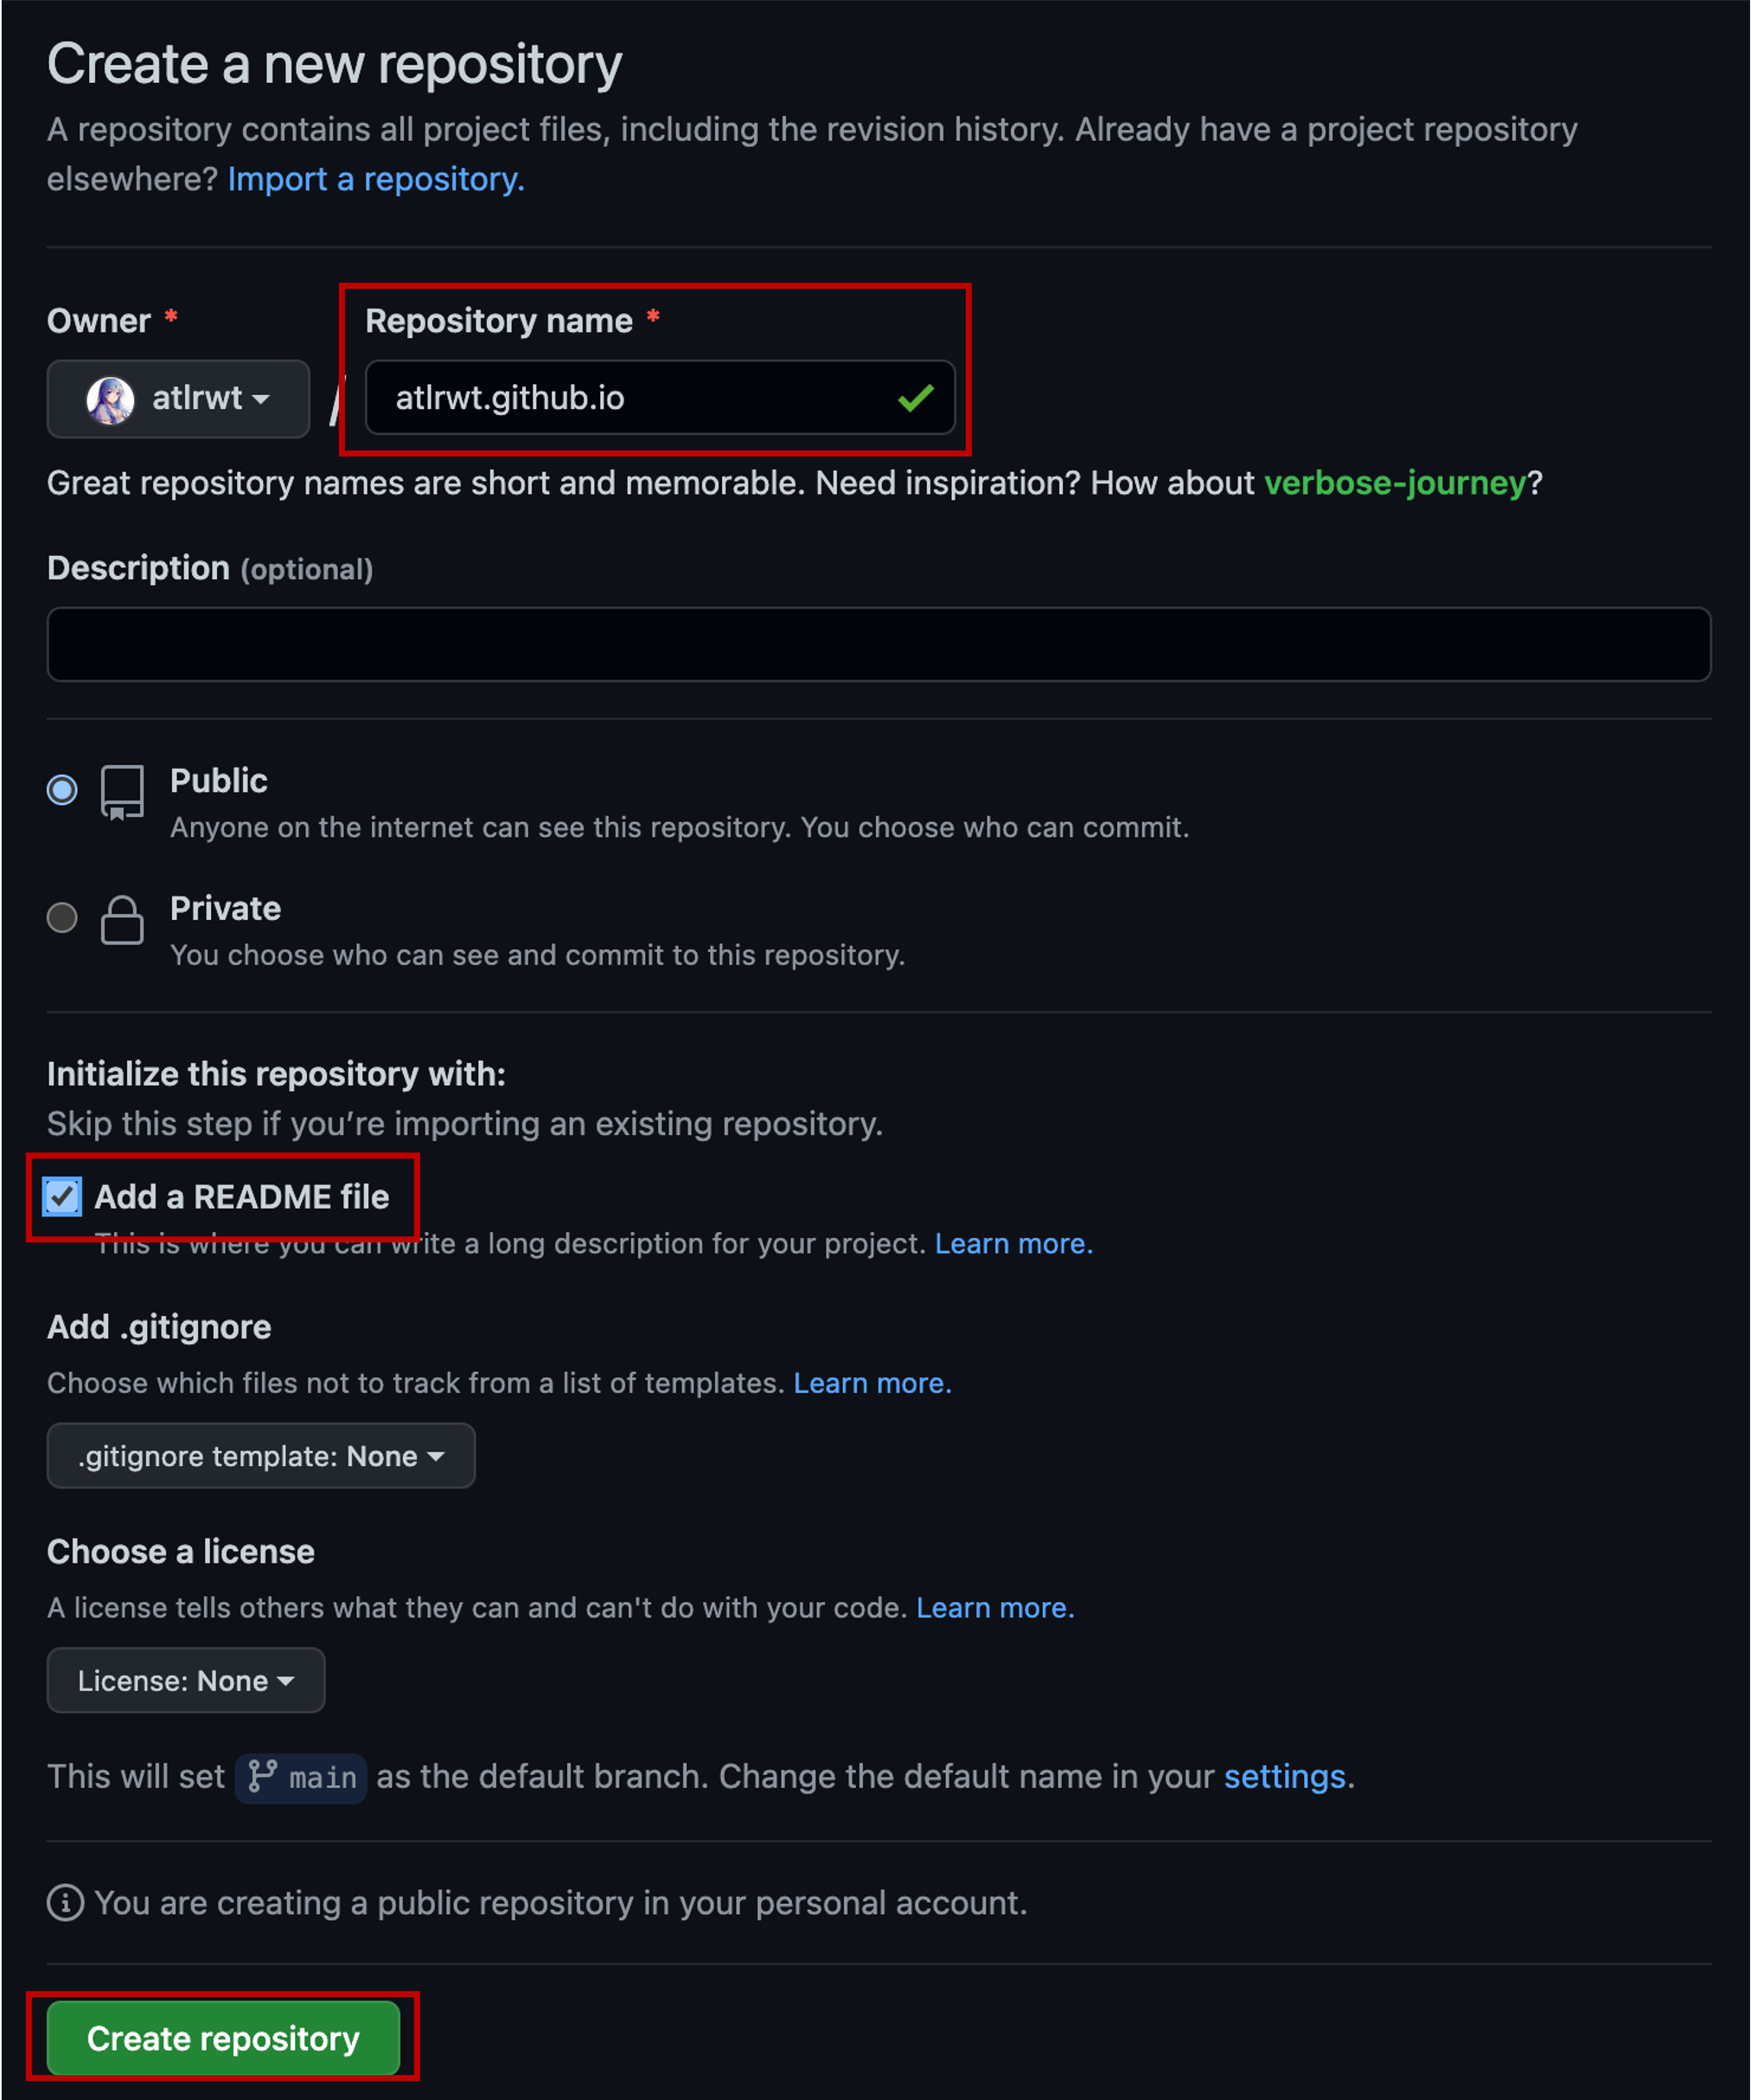 Create a new repository
A repository contains all project files, including the revision history. Already have a project repository
elsewhere? Import a repository.
Owner * Repository name *
atlrwt / atlrwt.github.io
Great repository names are short and memorable. Need inspiration? How about verbose-journey?
Description (optional)
Public
Anyone on the internet can see this repository. You choose who can commit.
Private
You choose who can see and commit to this repository.
Initialize this repository with:
Skip this step if you’re importing an existing repository.
Add a README file
This is where you can write a long description for your project. Learn more.
Add .gitignore
Choose which files not to track from a list of templates. Learn more.
.gitignore template: None
Choose a license
A license tells others what they can and can't do with your code. Learn more.
License: None
This will set main as the default branch. Change the default name in your settings.
You are creating a public repository in your personal account.
Create repository